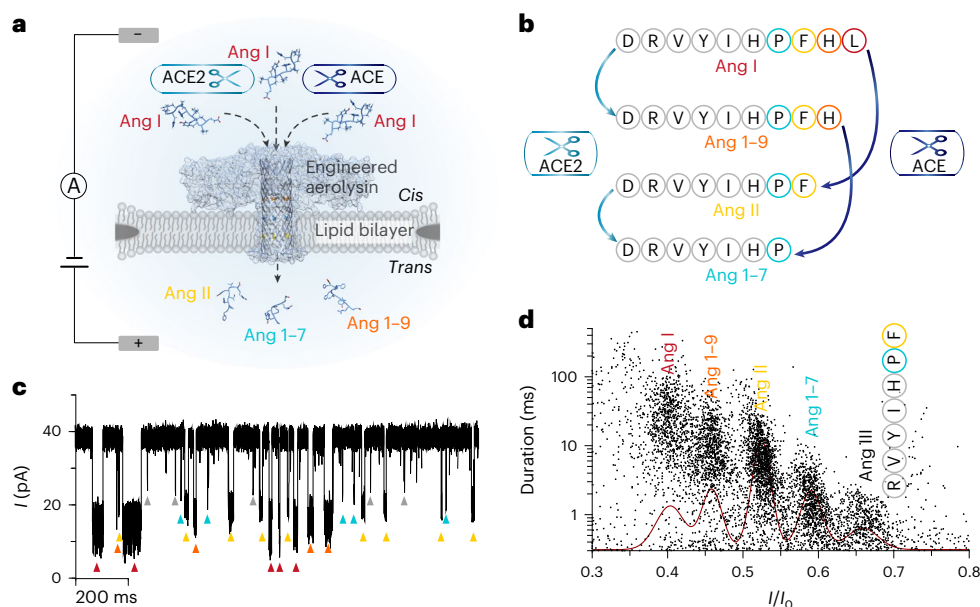 a
−
Ang I
ACE2
ACE
Ang I
Ang I
A
Engineered
aerolysin
Cis
Lipid bilayer
Trans
Ang II
Ang 1–7
Ang 1–9
+
b
D R V Y I H P F H L
Ang I
D R V Y I H P F H
Ang 1–9
ACE2
ACE
D R V Y I H P F
Ang II
D R V Y I H P
Ang 1–7
c
I (pA)
40
20
0
200 ms
d
Duration (ms)
100
10
1
Ang I
Ang 1–9
Ang II
Ang 1–7
Ang III
R V Y I H P F
0.3 0.4 0.5 0.6 0.7 0.8
I/I0